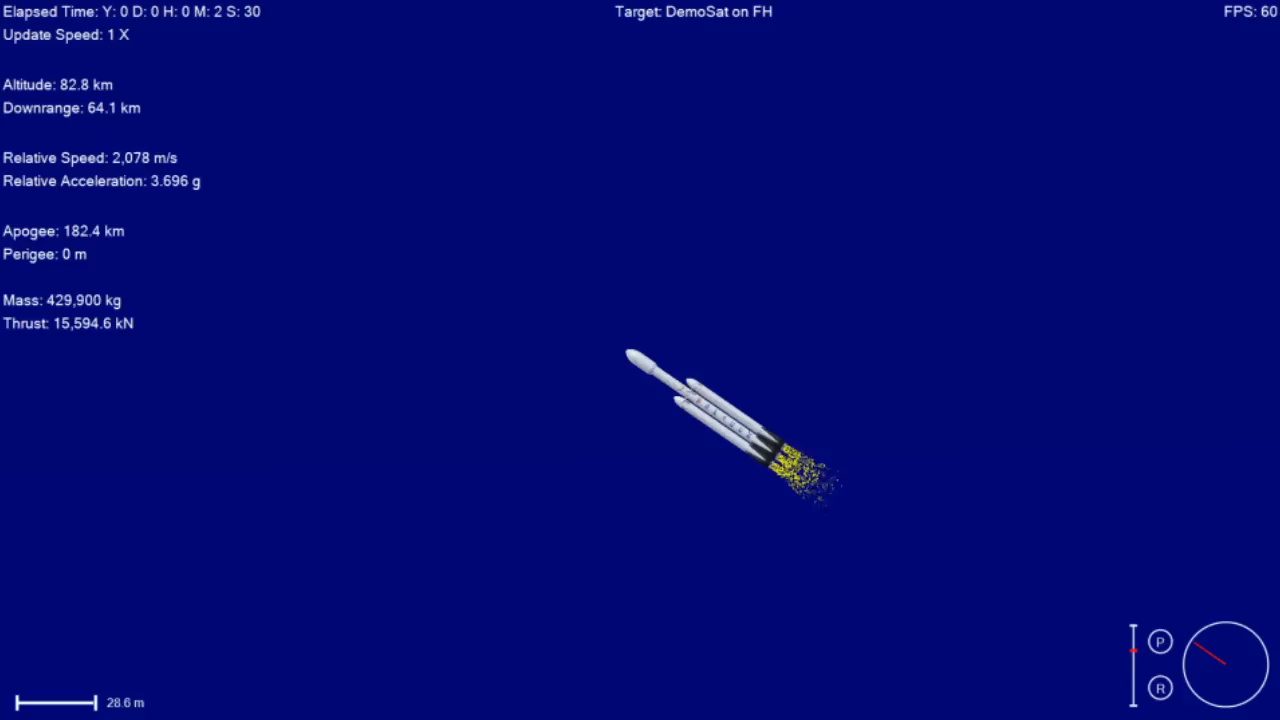 Elapsed Time: Y: 0 D: 0 H: 0 M: 2 S: 30
Target: DemoSat on FH
FPS: 60
Update Speed: 1 X
Altitude: 82.8 km
Downrange: 64.1 km
Relative Speed: 2,078 m/s
Relative Acceleration: 3.696 g
Apogee: 182.4 km
Perigee: 0 m
Mass: 429,900 kg
Thrust: 15,594.6 kN
P
R
28.6 m